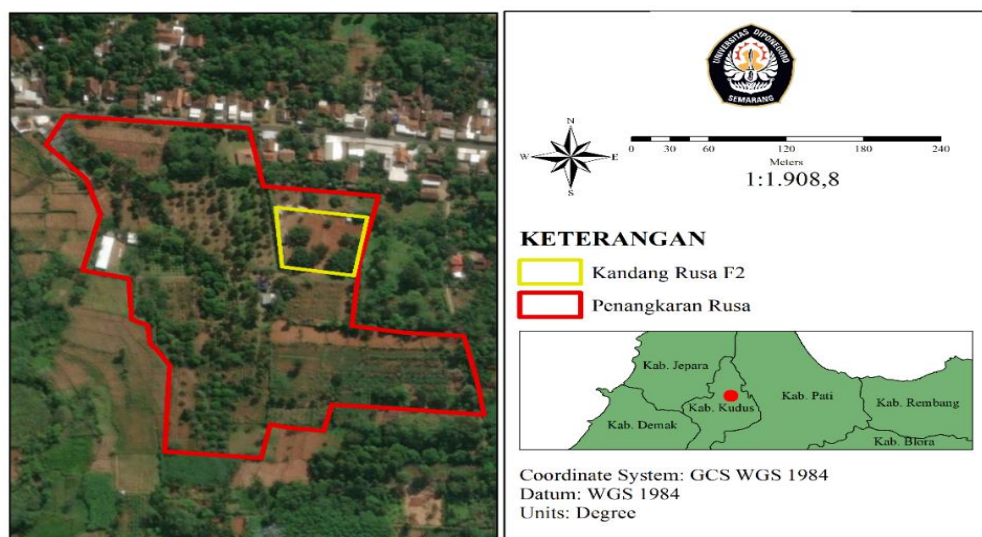 UNIVERSITAS DIPONEGORO
SEMARANG
N
W E
S
0 30 60 120 180 240
Meters
1:1.908,8
KETERANGAN
Kandang Rusa F2
Penangkaran Rusa
Kab. Jepara
Kab. Pati
Kab. Kudus
Kab. Rembang
Kab. Demak
Kab. Blora
Coordinate System: GCS WGS 1984
Datum: WGS 1984
Units: Degree